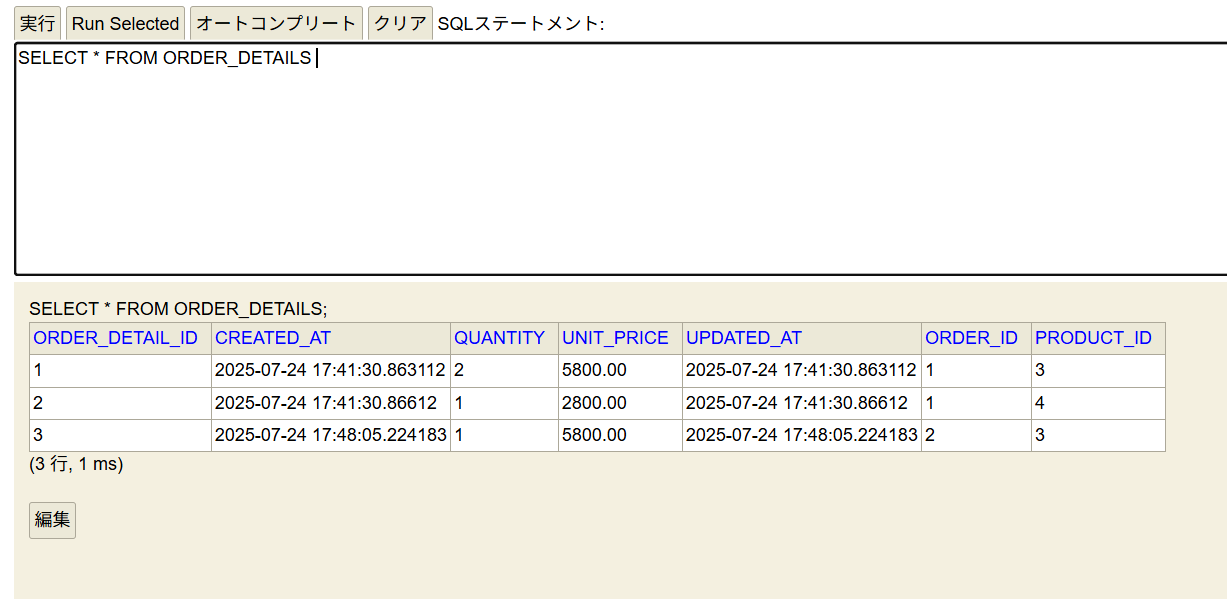 実行 Run Selected オートコンプリート クリア SQLステートメント:
SELECT * FROM ORDER_DETAILS
SELECT * FROM ORDER_DETAILS;
ORDER_DETAIL_ID CREATED_AT QUANTITY UNIT_PRICE UPDATED_AT ORDER_ID PRODUCT_ID
1 2025-07-24 17:41:30.863112 2 5800.00 2025-07-24 17:41:30.863112 1 3
2 2025-07-24 17:41:30.86612 1 2800.00 2025-07-24 17:41:30.86612 1 4
3 2025-07-24 17:48:05.224183 1 5800.00 2025-07-24 17:48:05.224183 2 3
(3 行, 1 ms)
編集